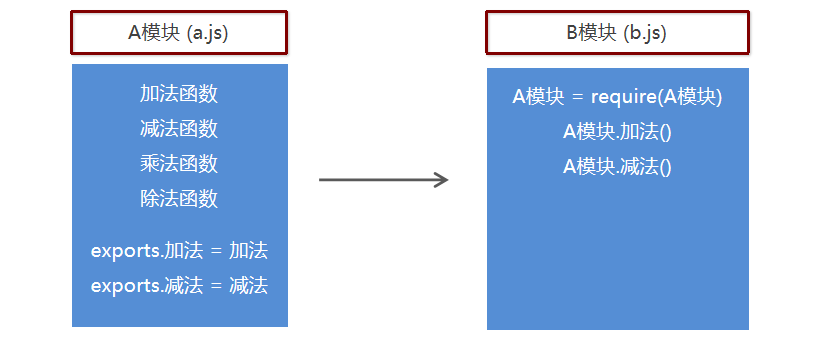 A模块 (a.js)
加法函数
减法函数
乘法函数
除法函数
exports.加法 = 加法
exports.减法 = 减法
B模块 (b.js)
A模块 = require(A模块)
A模块.加法()
A模块.减法()